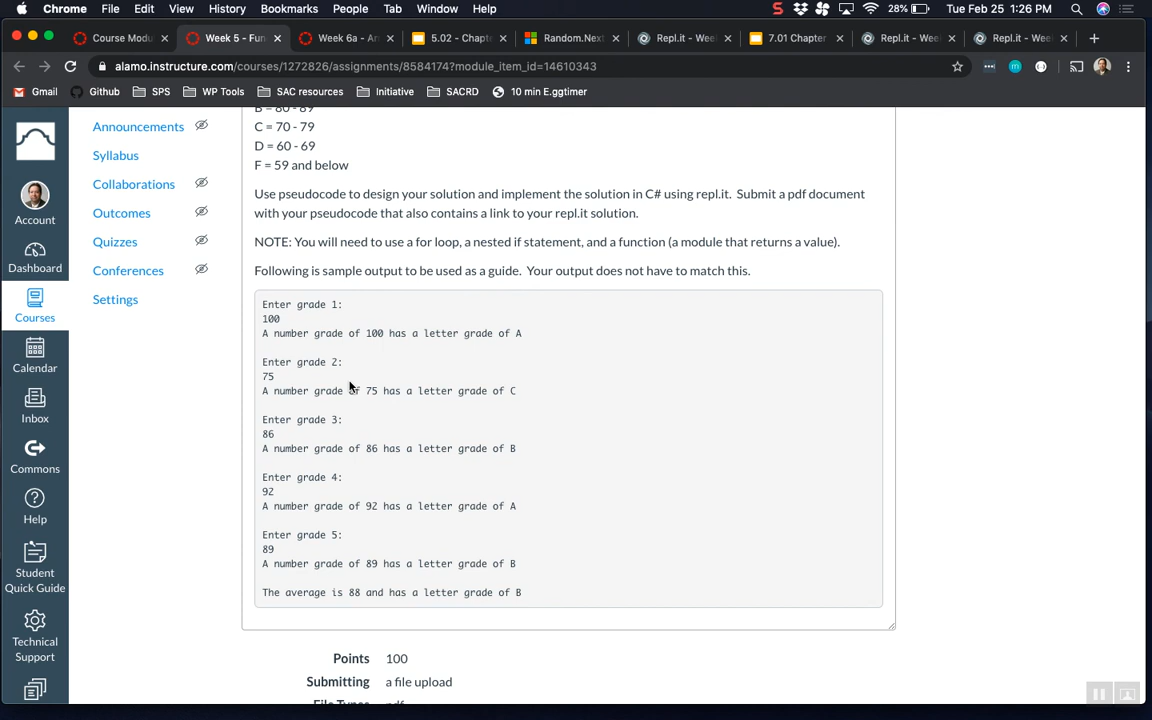 Chrome File Edit View History Bookmarks People Tab Window Help 28% Tue Feb 25 1:26 PM
Course Modu Week 5 - Fun Week 6a - Ar 5.02 - Chapt Random.Next Repl.it - We 7.01 Chapter Repl.it - We Repl.it - We
alamo.instructure.com/courses/1272826/assignments/8584174?module_item_id=14610343
Gmail Github SPS WP Tools SAC resources Initiative SACRD 10 min E.ggtimer
Account
Dashboard
Courses
Calendar
Inbox
Commons
Help
Student
Quick Guide
Technical
Support
Announcements
Syllabus
Collaborations
Outcomes
Quizzes
Conferences
Settings
B = 80 - 89
C = 70 - 79
D = 60 - 69
F = 59 and below
Use pseudocode to design your solution and implement the solution in C# using repl.it. Submit a pdf document
with your pseudocode that also contains a link to your repl.it solution.
NOTE: You will need to use a for loop, a nested if statement, and a function (a module that returns a value).
Following is sample output to be used as a guide. Your output does not have to match this.
Enter grade 1:
100
A number grade of 100 has a letter grade of A
Enter grade 2:
75
A number grade of 75 has a letter grade of C
Enter grade 3:
86
A number grade of 86 has a letter grade of B
Enter grade 4:
92
A number grade of 92 has a letter grade of A
Enter grade 5:
89
A number grade of 89 has a letter grade of B
The average is 88 and has a letter grade of B
Points 100
Submitting a file upload
File Types pdf